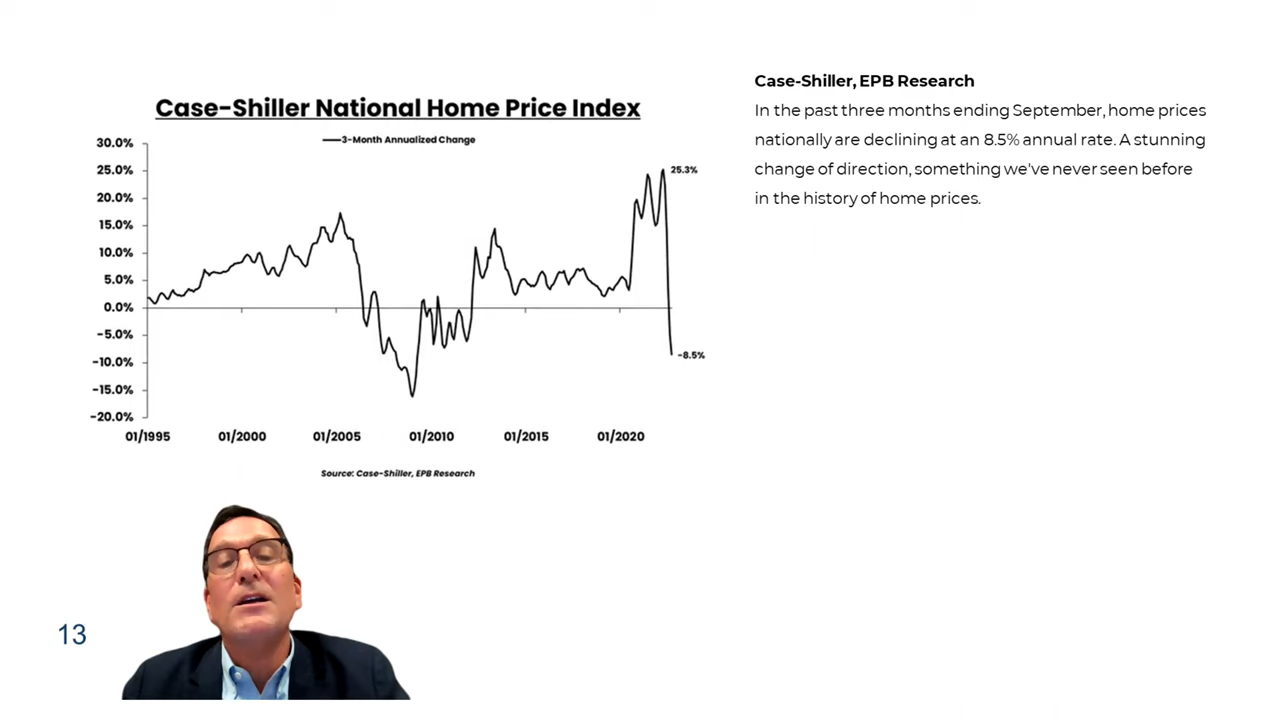 Case-Shiller National Home Price Index
3-Month Annualized Change
30.0%
25.0%
20.0%
15.0%
10.0%
5.0%
0.0%
-5.0%
-10.0%
-15.0%
-20.0%
25.3%
-8.5%
01/1995 01/2000 01/2005 01/2010 01/2015 01/2020
Source: Case-Shiller, EPB Research
Case-Shiller, EPB Research
In the past three months ending September, home prices
nationally are declining at an 8.5% annual rate. A stunning
change of direction, something we've never seen before
in the history of home prices.
13